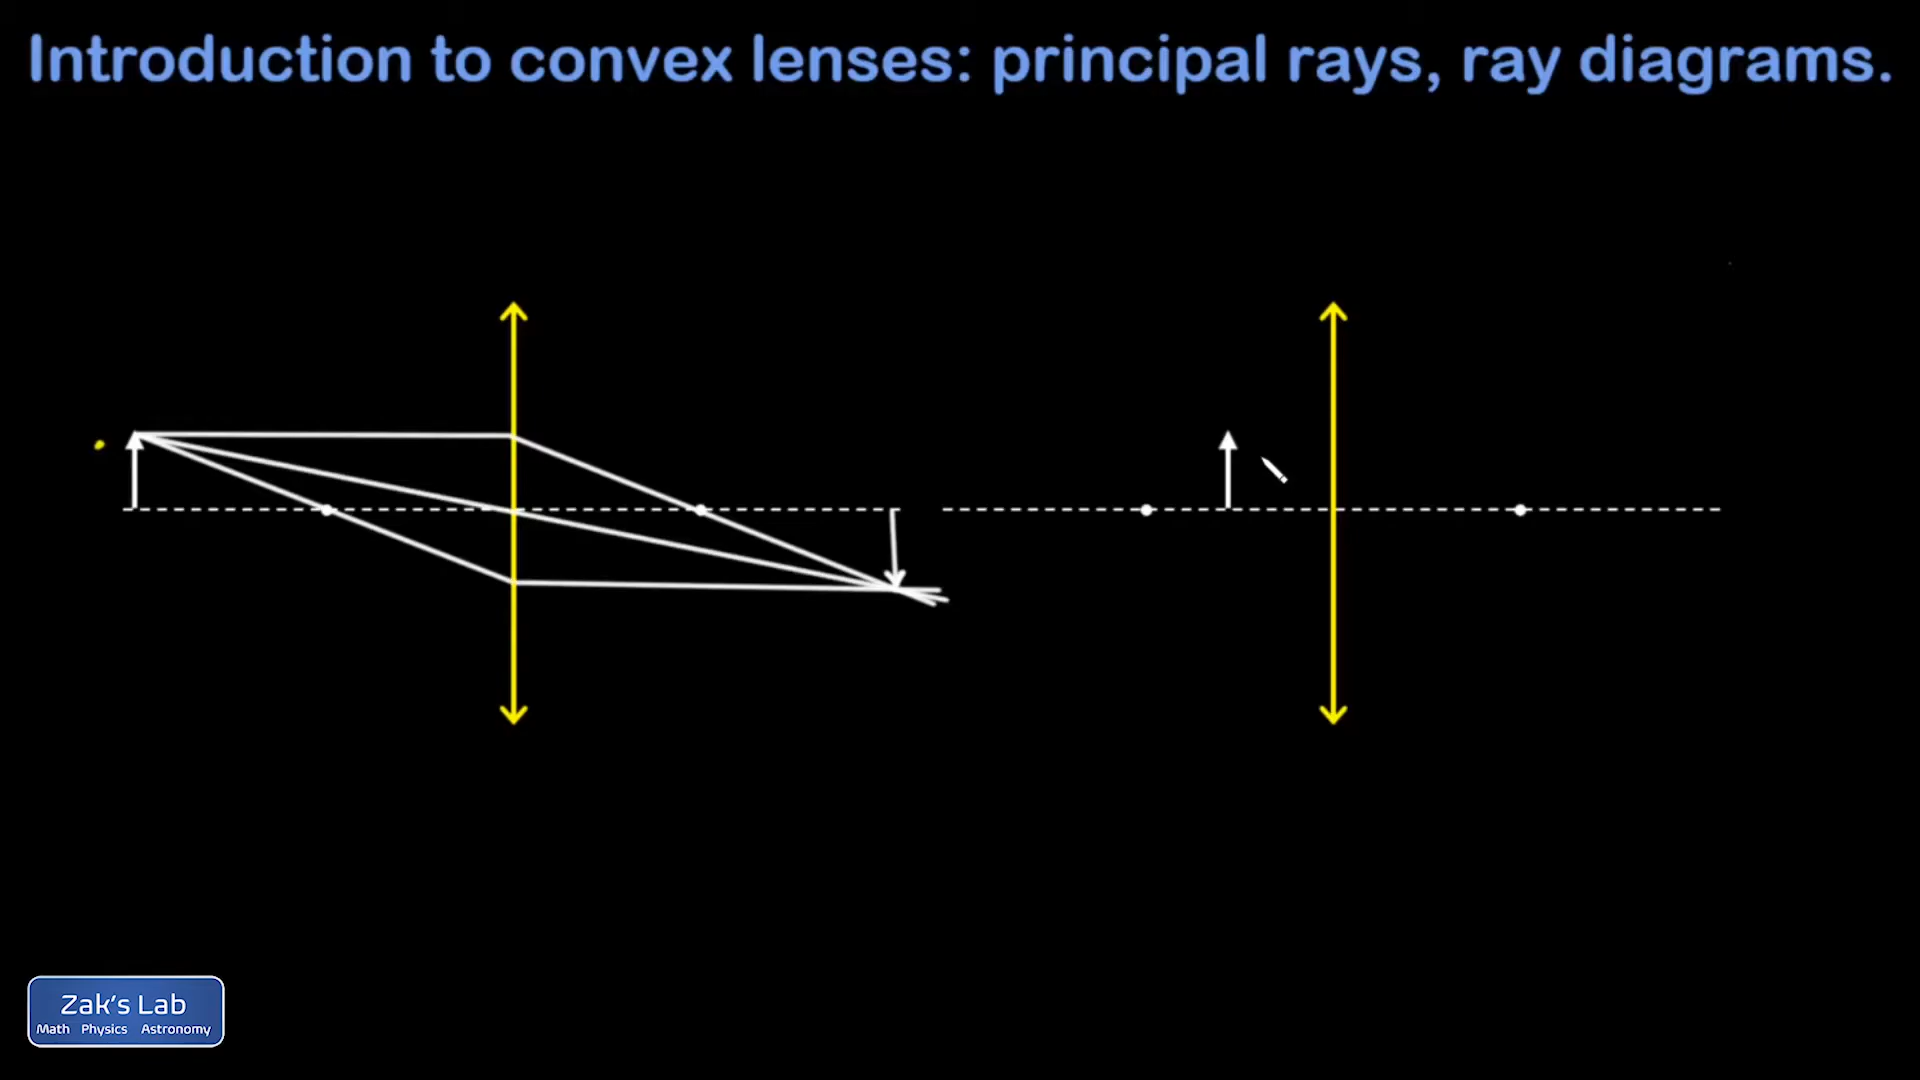 Introduction to convex lenses: principal rays, ray diagrams.
Zak's Lab
Math Physics Astronomy